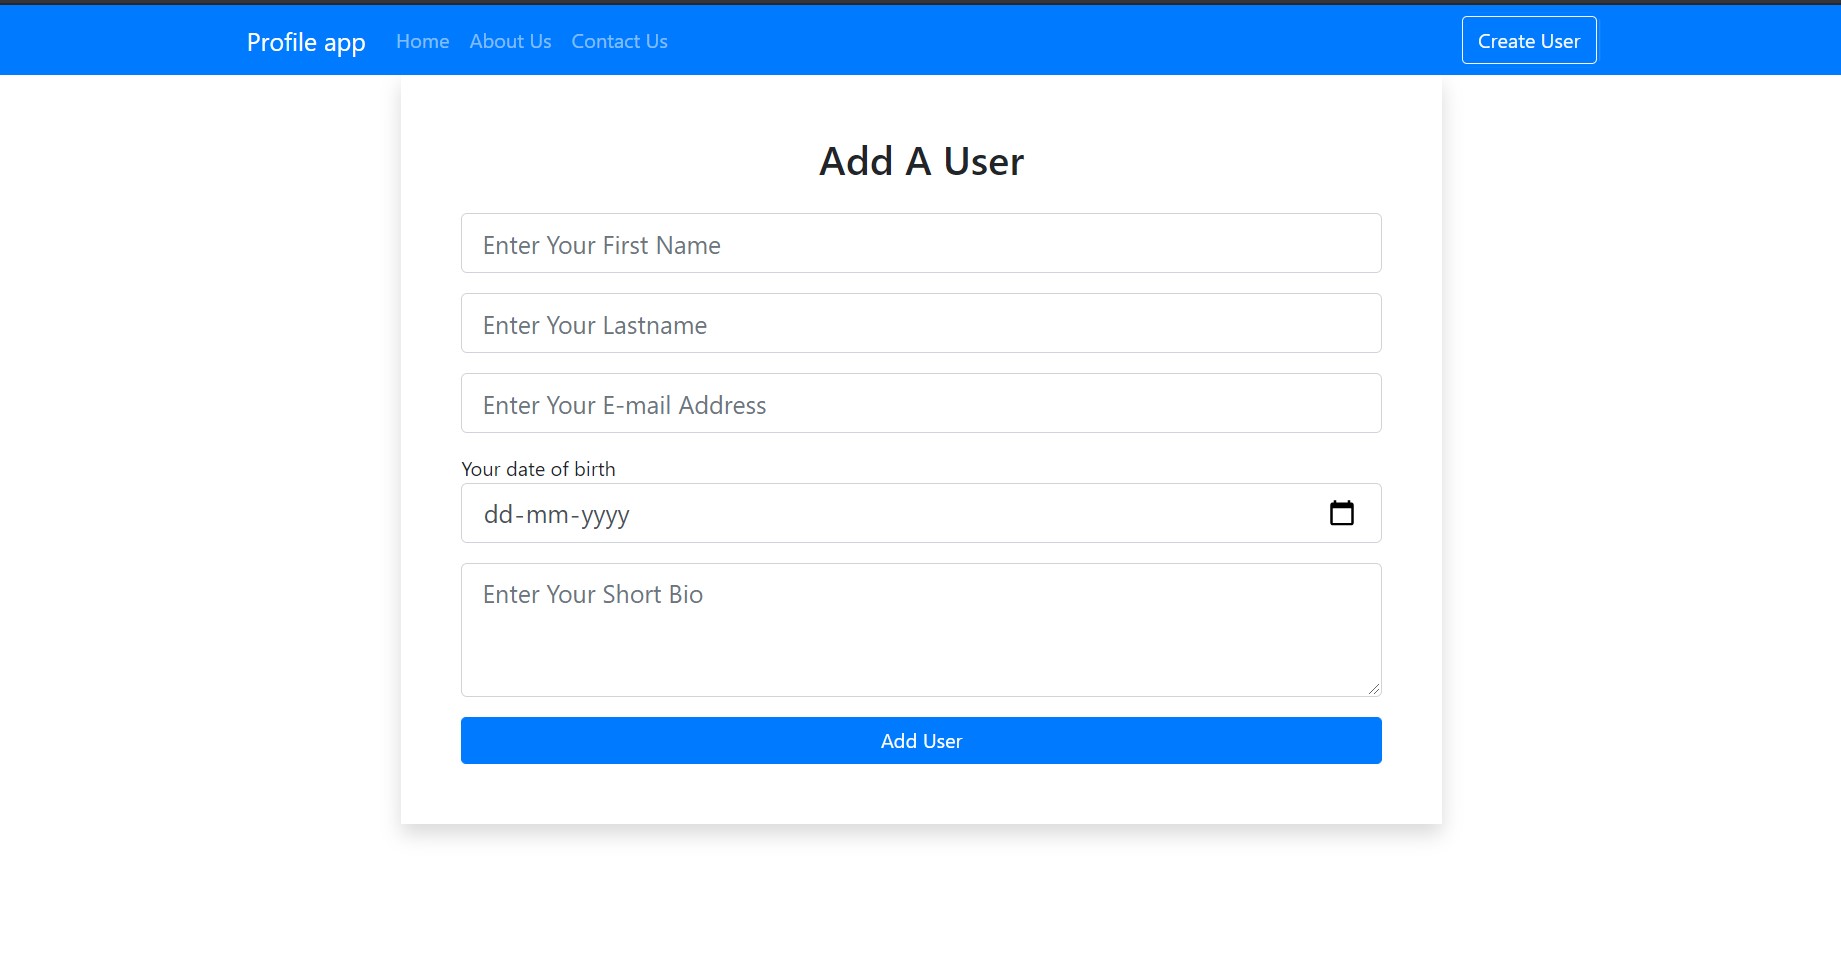 Profile app Home About Us Contact Us Create User
Add A User
Enter Your First Name
Enter Your Lastname
Enter Your E-mail Address
Your date of birth
dd-mm-yyyy
Enter Your Short Bio
Add User